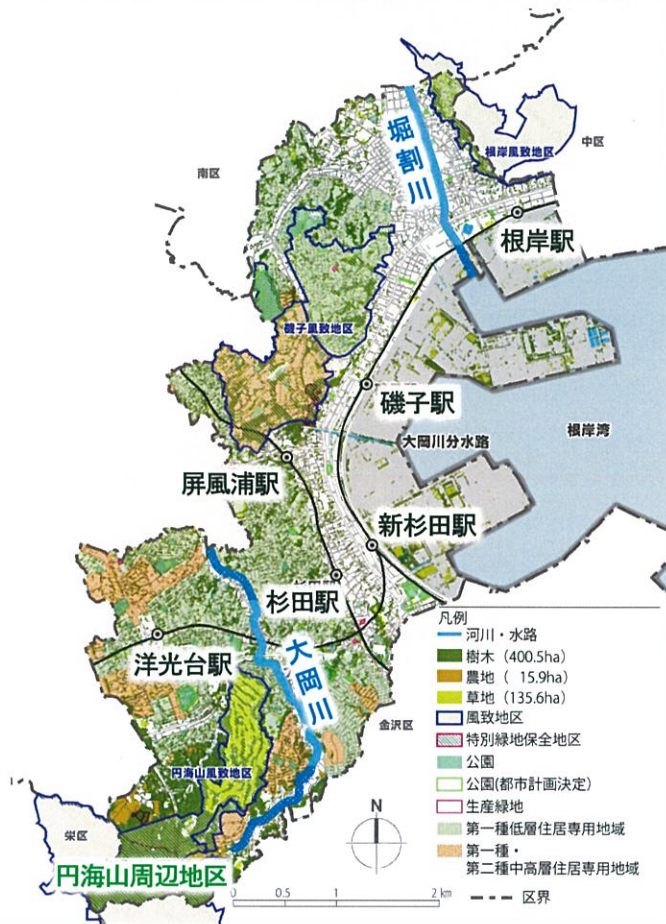 堀割川
根岸風致地区
中区
南区
根岸駅
磯子風致地区
磯子駅
大岡川分水路
根岸湾
屏風浦駅
新杉田駅
杉田駅
洋光台駅
大岡川
金沢区
円海山風致地区
栄区
円海山周辺地区
凡例
河川・水路
樹木（400.5ha）
農地（ 15.9ha）
草地（135.6ha）
風致地区
特別緑地保全地区
公園
公園(都市計画決定)
生産緑地
第一種低層住居専用地域
第一種・
第二種中高層住居専用地域
区界
N
0 0.5 1 2 km